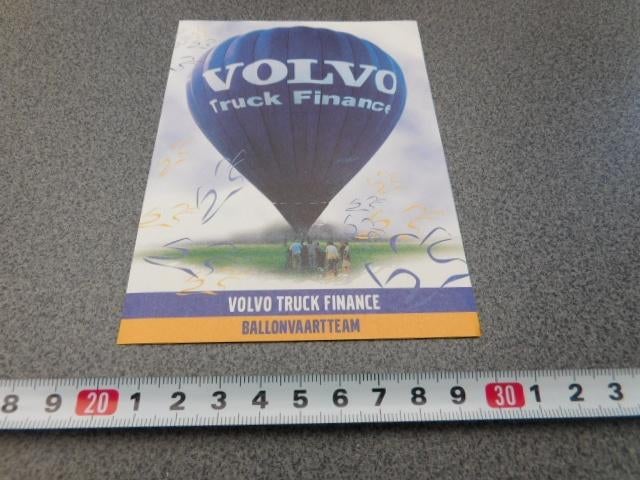 VOLVO
Truck Finance
VOLVO TRUCK FINANCE
BALLONVAARTTEAM
8 9 20 1 2 3 4 5 6 7 8 9 30 1 2 3